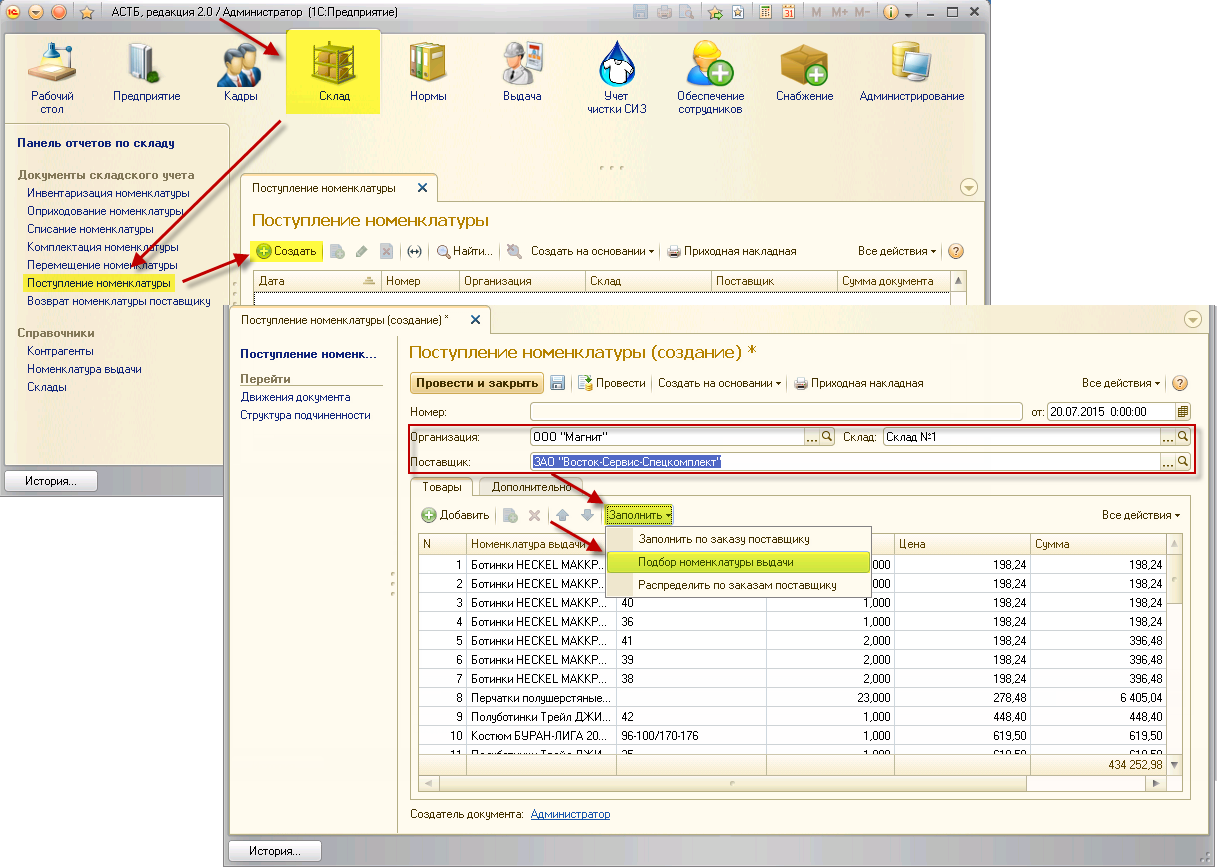 АСТБ, редакция 2.0 / Администратор (1С:Предприятие)
M M+ M-
Рабочий стол
Предприятие
Кадры
Склад
Нормы
Выдача
Учет чистки СИЗ
Обеспечение сотрудников
Снабжение
Администрирование
Панель отчетов по складу
Документы складского учета
Инвентаризация номенклатуры
Оприходование номенклатуры
Списание номенклатуры
Комплектация номенклатуры
Перемещение номенклатуры
Поступление номенклатуры
Возврат номенклатуры поставщику
Справочники
Контрагенты
Номенклатура выдачи
Склады
История...
Поступление номенклатуры
Поступление номенклатуры
Создать Найти... Создать на основании Приходная накладная Все действия
Дата Номер Организация Склад Поставщик Сумма документа
Поступление номенклатуры (создание) *
Поступление номенк...
Перейти
Движения документа
Структура подчиненности
Поступление номенклатуры (создание) *
Провести и закрыть Провести Создать на основании Приходная накладная Все действия
Номер: от: 20.07.2015 0:00:00
Организация: ООО "Магнит" ... Склад: Склад №1 ...
Поставщик: ЗАО "Восток-Сервис-Спецкомплект" ...
Товары Дополнительно
Добавить Заполнить Все действия
Заполнить по заказу поставщику
Подбор номенклатуры выдачи
Распределить по заказам поставщику
N Номенклатура выдачи Цена Сумма
1 Ботинки HECKEL МАККР... 000 198,24 198,24
2 Ботинки HECKEL МАККР... 198,24 198,24
3 Ботинки HECKEL МАККР... 40 1,000 198,24 198,24
4 Ботинки HECKEL МАККР... 36 1,000 198,24 198,24
5 Ботинки HECKEL МАККР... 41 2,000 198,24 396,48
6 Ботинки HECKEL МАККР... 39 2,000 198,24 396,48
7 Ботинки HECKEL МАККР... 38 2,000 198,24 396,48
8 Перчатки полушерстяные... 23,000 278,48 6 405,04
9 Полуботинки Трейл ДЖИ... 42 1,000 448,40 448,40
10 Костюм БУРАН-ЛИГА 20... 96-100/170-176 1,000 619,50 619,50
11 Полуботинки Трейл ДЖИ... 1,000 619,50 619,50
434 252,98
Создатель документа: Администратор
История...